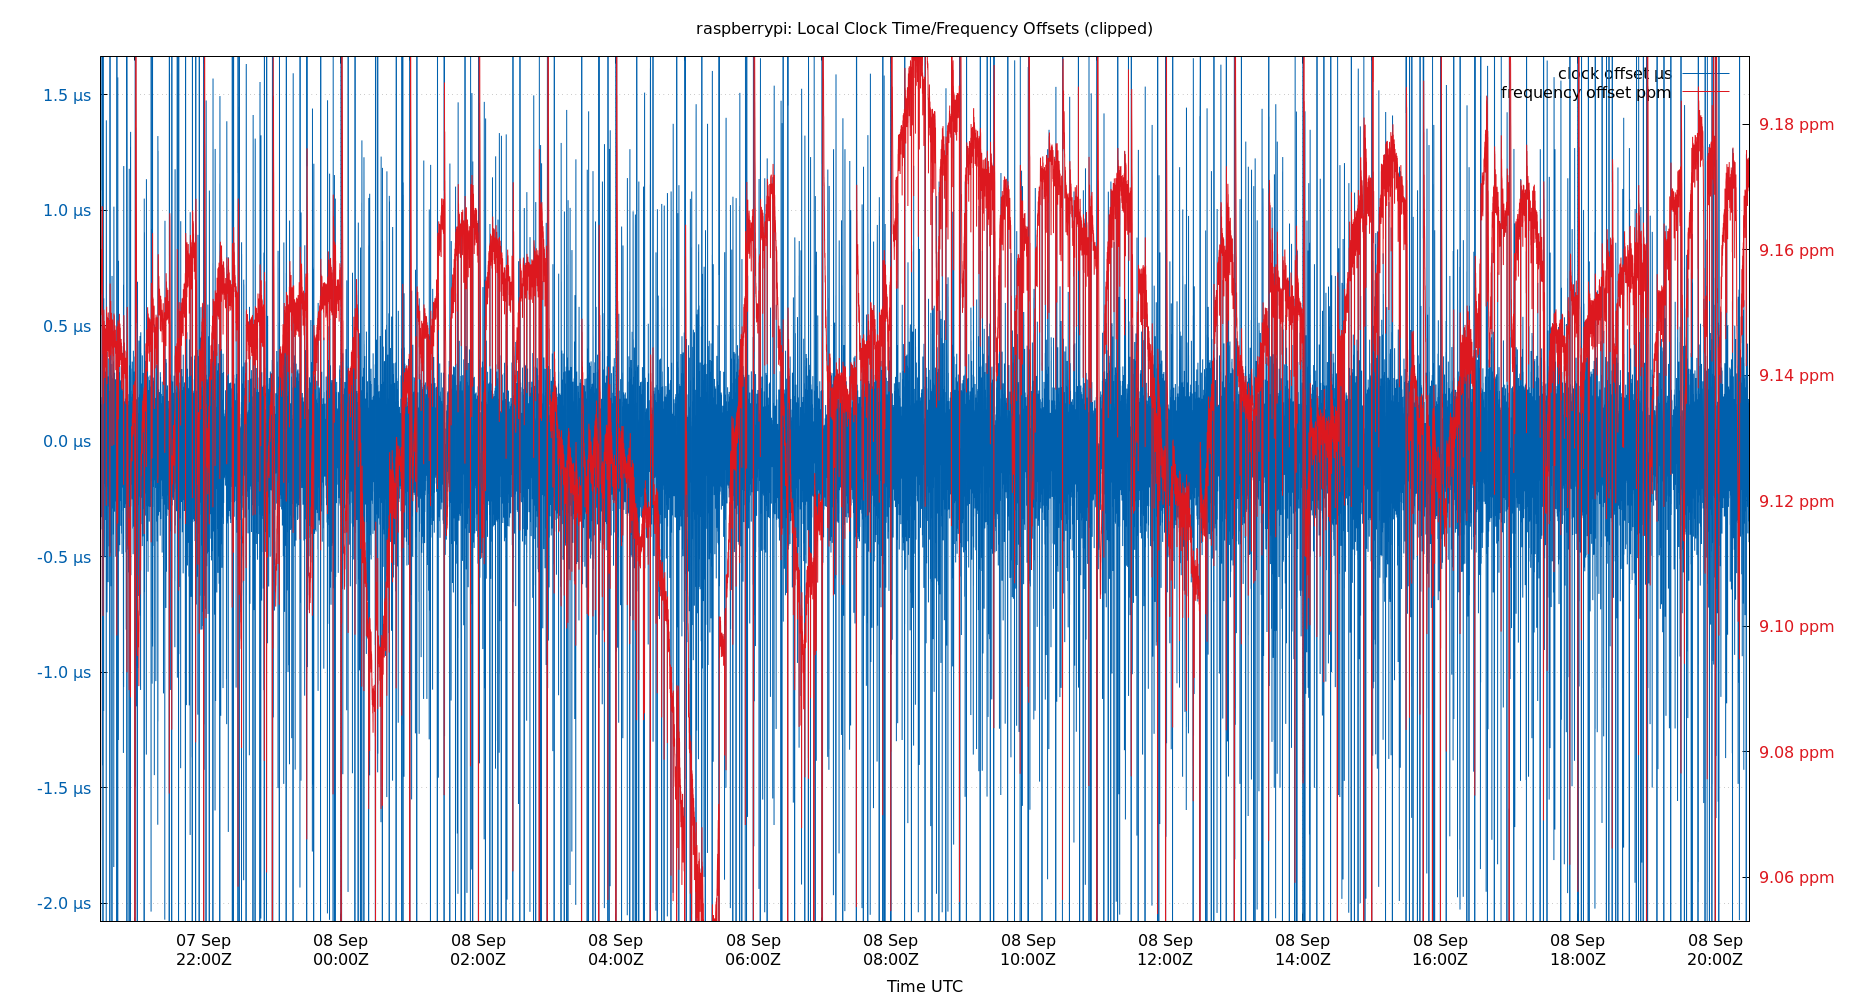 raspberrypi: Local Clock Time/Frequency Offsets (clipped)
clock offset µs
frequency offset ppm
1.5 µs
1.0 µs
0.5 µs
0.0 µs
-0.5 µs
-1.0 µs
-1.5 µs
-2.0 µs
9.18 ppm
9.16 ppm
9.14 ppm
9.12 ppm
9.10 ppm
9.08 ppm
9.06 ppm
07 Sep 08 Sep 08 Sep 08 Sep 08 Sep 08 Sep 08 Sep 08 Sep 08 Sep 08 Sep 08 Sep 08 Sep
22:00Z 00:00Z 02:00Z 04:00Z 06:00Z 08:00Z 10:00Z 12:00Z 14:00Z 16:00Z 18:00Z 20:00Z
Time UTC